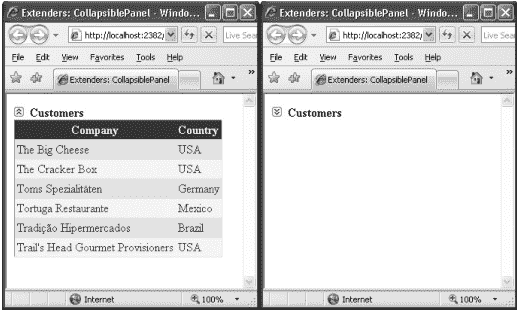 Extenders: CollapsiblePanel - Windo...
http://localhost:2382/
Live Sear
File Edit View Favorites Tools Help
Extenders: CollapsiblePanel
Customers
Company Country
The Big Cheese USA
The Cracker Box USA
Toms Spezialitäten Germany
Tortuga Restaurante Mexico
Tradição Hipermercados Brazil
Trail's Head Gourmet Provisioners USA
Internet 100%
Extenders: CollapsiblePanel - Windo...
http://localhost:2382/
Live Sea
File Edit View Favorites Tools Help
Extenders: CollapsiblePanel
Customers
Internet 100%